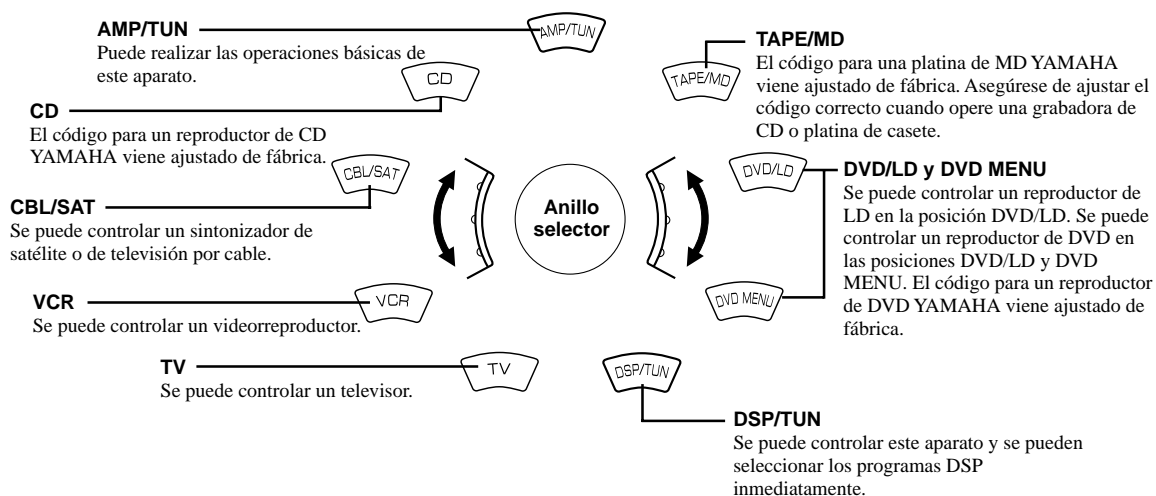 AMP/TUN
Puede realizar las operaciones básicas de
este aparato.
AMP/TUN
CD
CD
El código para un reproductor de CD
YAMAHA viene ajustado de fábrica.
CBL/SAT
CBL/SAT
Se puede controlar un sintonizador de
satélite o de televisión por cable.
VCR
VCR
Se puede controlar un videorreproductor.
TV
TV
Se puede controlar un televisor.
Anillo
selector
TAPE/MD
TAPE/MD
El código para una platina de MD YAMAHA
viene ajustado de fábrica. Asegúrese de ajustar el
código correcto cuando opere una grabadora de
CD o platina de casete.
DVD/LD
DVD/LD y DVD MENU
Se puede controlar un reproductor de
LD en la posición DVD/LD. Se puede
controlar un reproductor de DVD en
las posiciones DVD/LD y DVD
MENU. El código para un reproductor
de DVD YAMAHA viene ajustado de
fábrica.
DVD MENU
DSP/TUN
DSP/TUN
Se puede controlar este aparato y se pueden
seleccionar los programas DSP
inmediatamente.